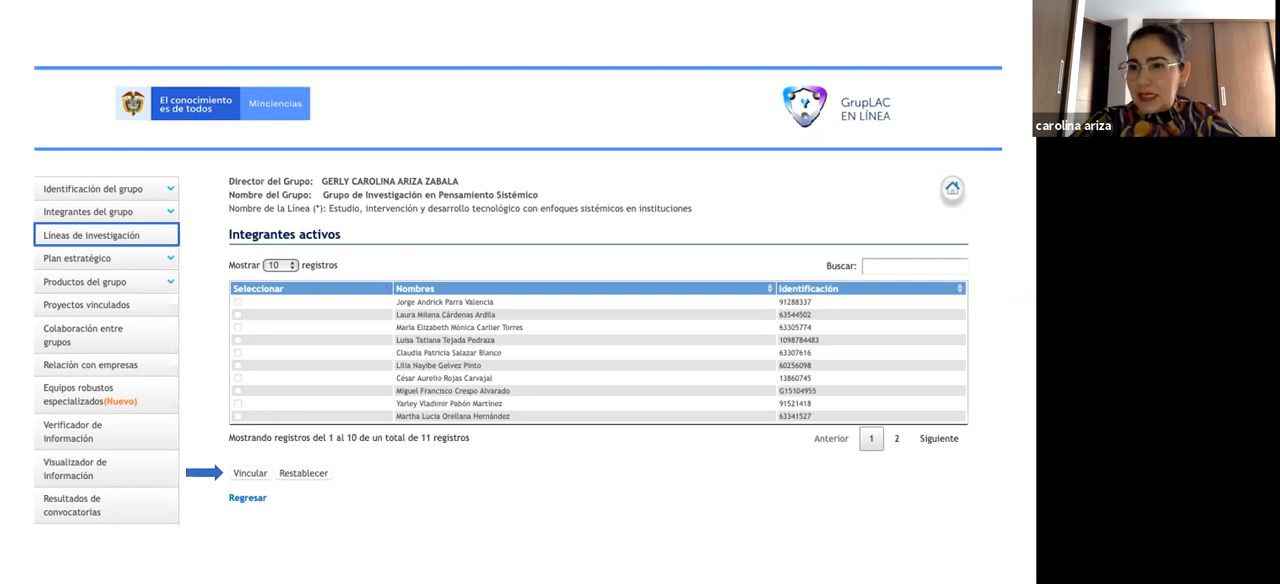 El conocimiento
es de todos
Minciencias
GrupLAC
EN LÍNEA
carolina ariza
Identificación del grupo
Integrantes del grupo
Líneas de investigación
Plan estratégico
Productos del grupo
Proyectos vinculados
Colaboración entre
grupos
Relación con empresas
Equipos robustos
especializados(Nuevo)
Verificador de
información
Visualizador de
información
Resultados de
convocatorias
Director del Grupo: GERLY CAROLINA ARIZA ZABALA
Nombre del Grupo: Grupo de Investigación en Pensamiento Sistémico
Nombre de la Línea (*): Estudio, intervención y desarrollo tecnológico con enfoques sistémicos en instituciones
Integrantes activos
Mostrar 10 registros
Buscar:
Seleccionar Nombres Identificación
Jorge Andrick Parra Valencia 91288337
Laura Milena Cárdenas Ardila 63544502
María Elizabeth Mónica Carlier Torres 63305774
Luisa Tatiana Tejada Pedraza 1098784483
Claudia Patricia Salazar Blanco 63307616
Lilia Nayibe Gelvez Pinto 60256098
César Aurelio Rojas Carvajal 13860745
Miguel Francisco Crespo Alvarado G15104955
Yarley Vladimir Pabón Martínez 91521418
Martha Lucia Orellana Hernández 63341527
Mostrando registros del 1 al 10 de un total de 11 registros
Anterior 1 2 Siguiente
Vincular Restablecer
Regresar